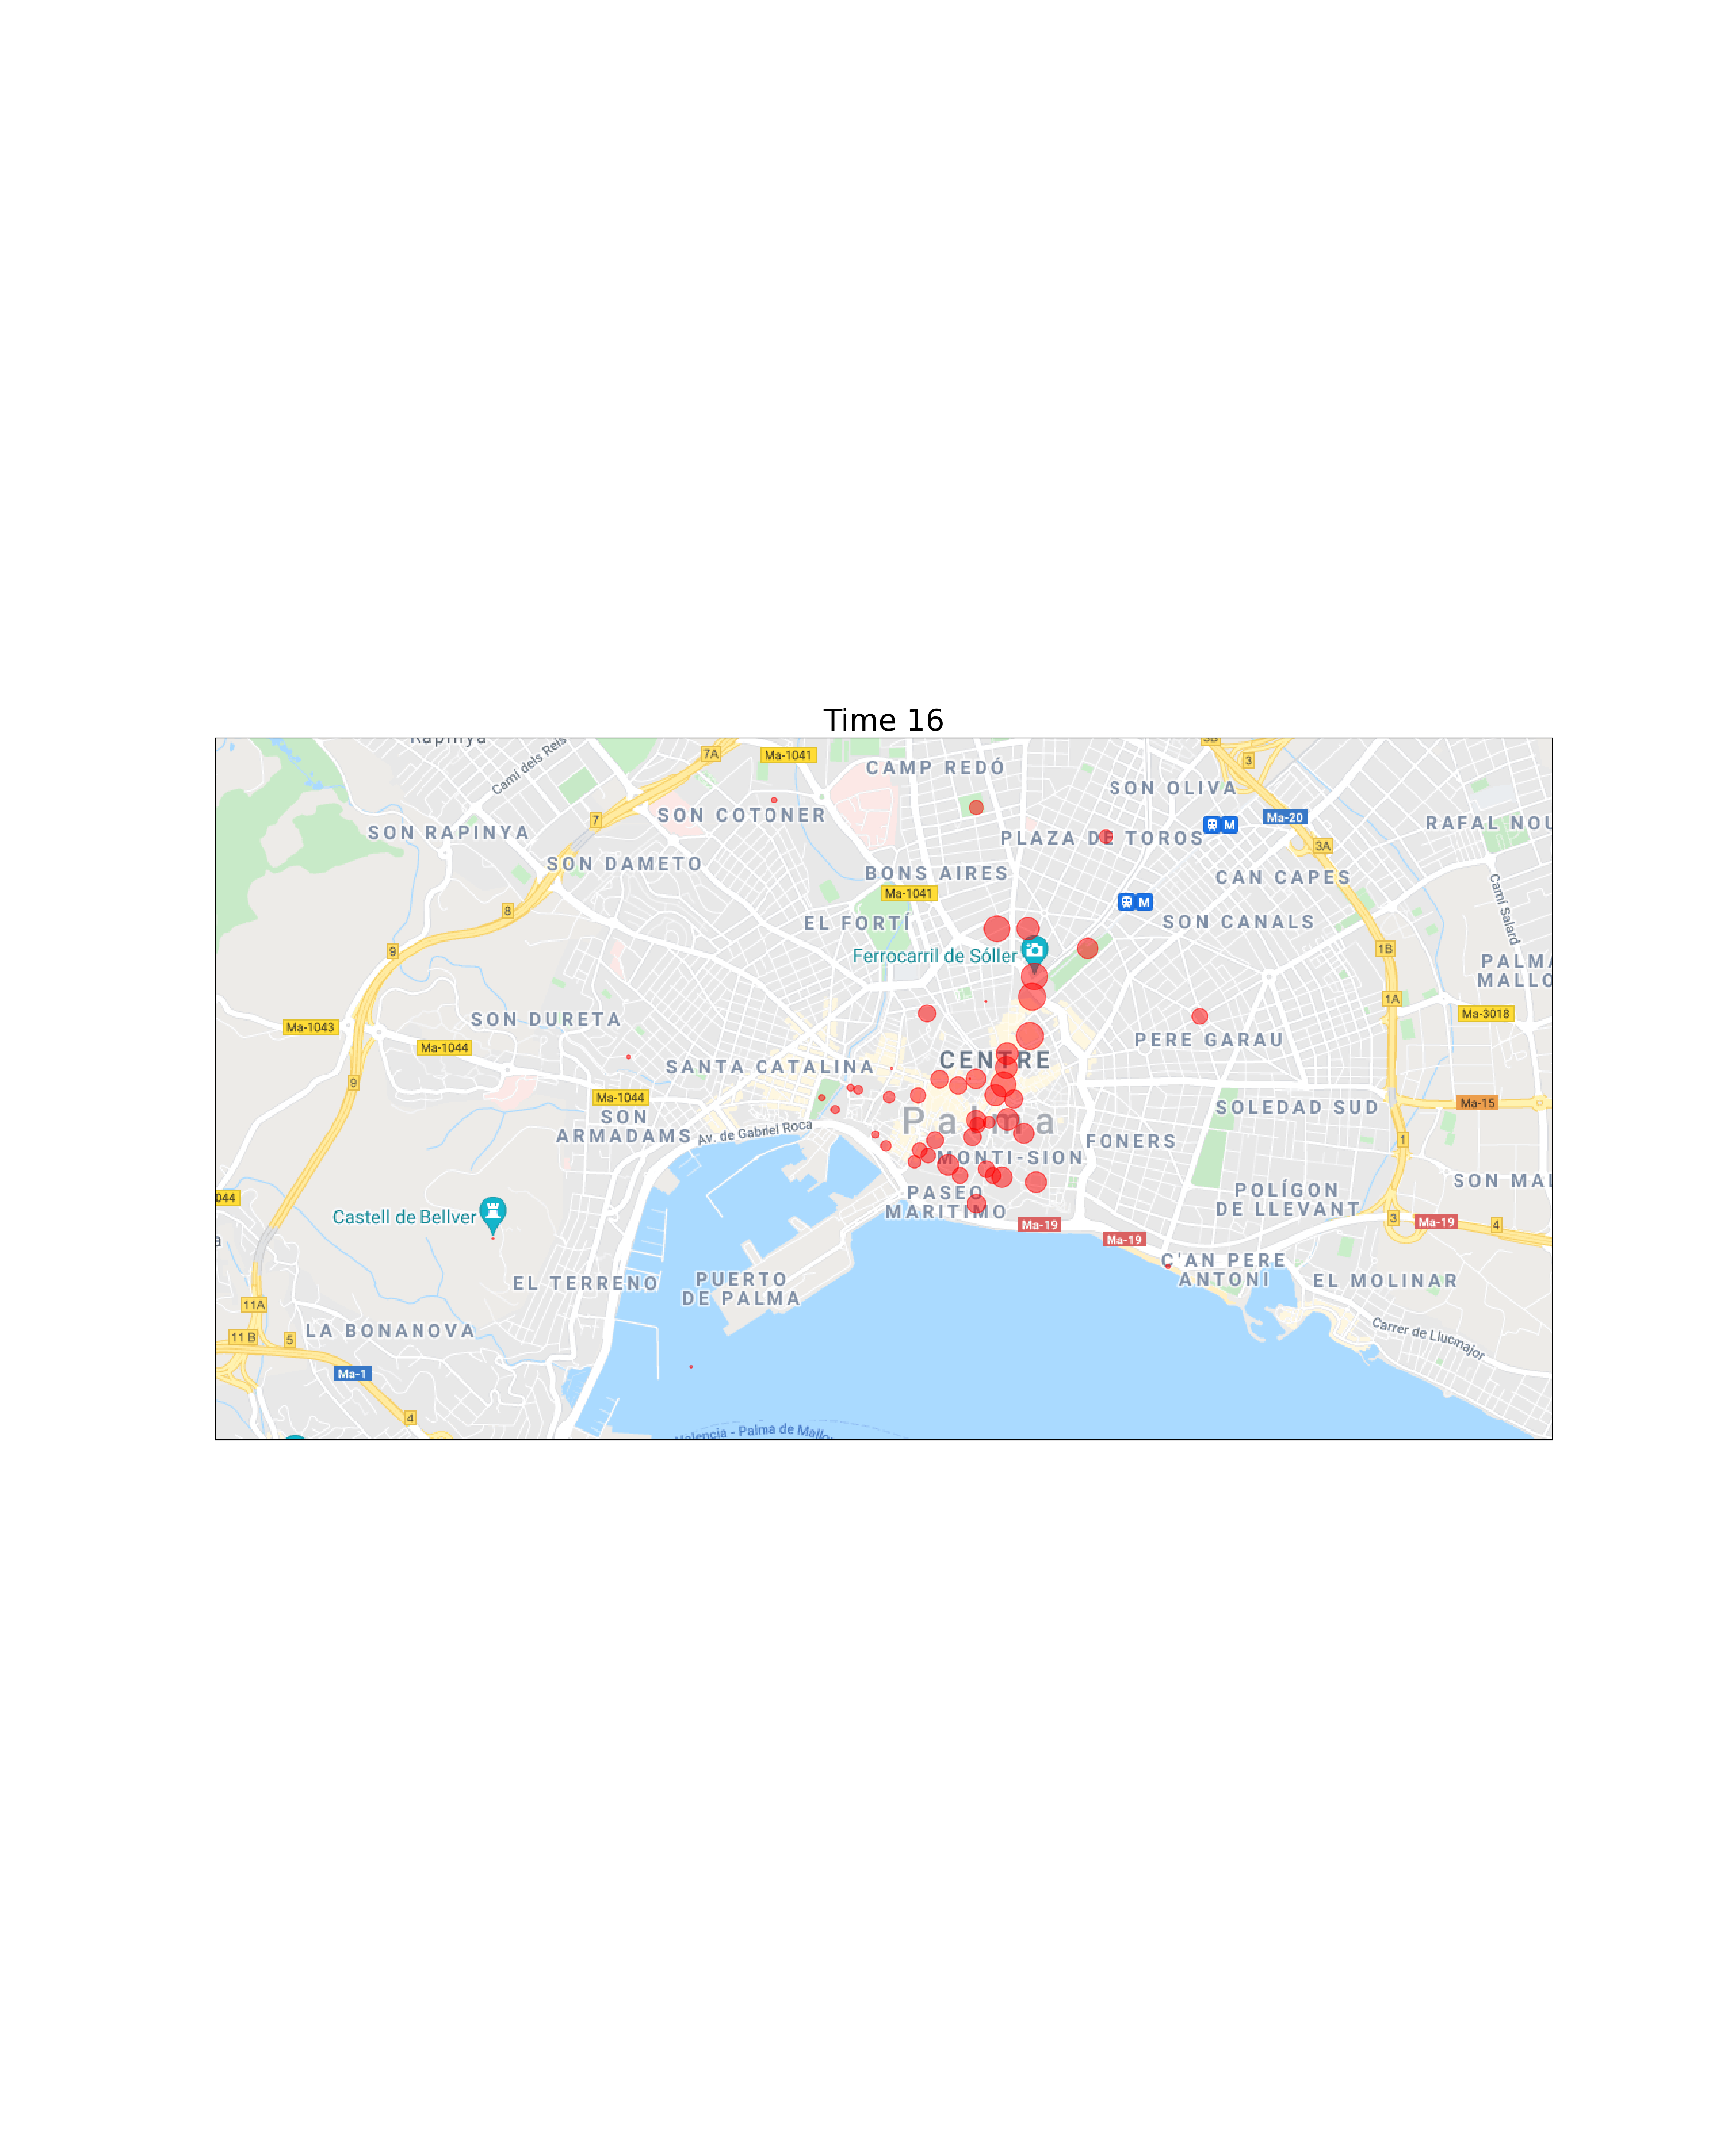 Time 16
Rapinya
Camí dels Reis
7A
Ma-1041
CAMP REDÓ
3
SON OLIVA
SON COTONER
7
SON RAPINYA
Ma-20
M
RAFAL NOU
PLAZA DE TOROS
3A
SON DAMETO
BONS AIRES
CAN CAPES
Ma-1041
M
Camí Salard
8
EL FORTÍ
SON CANALS
9
1B
Ferrocarril de Sóller
PALMA
MALLO
1A
Ma-3018
SON DURETA
Ma-1043
PERE GARAU
Ma-1044
CENTRE
SANTA CATALINA
9
Ma-1044
Ma-15
SOLEDAD SUD
SON
ARMADAMS
Palma
Av. de Gabriel Roca
FONERS
1
MONTI-SION
SON MAI
044
PASEO
MARITIMO
POLÍGON
DE LLEVANT
Castell de Bellver
Ma-19
3
Ma-19
4
a
Ma-19
C'AN PERE
ANTONI
EL TERRENO
PUERTO
DE PALMA
EL MOLINAR
11A
LA BONANOVA
11 B
5
Carrer de Llucmajor
Ma-1
4
Valencia - Palma de Mallor